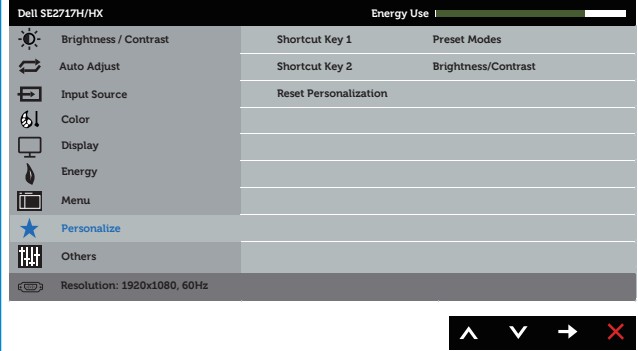 Dell SE2717H/HX Energy Use
Brightness / Contrast Shortcut Key 1 Preset Modes
Auto Adjust Shortcut Key 2 Brightness/Contrast
Input Source Reset Personalization
Color
Display
Energy
Menu
Personalize
Others
Resolution: 1920x1080, 60Hz